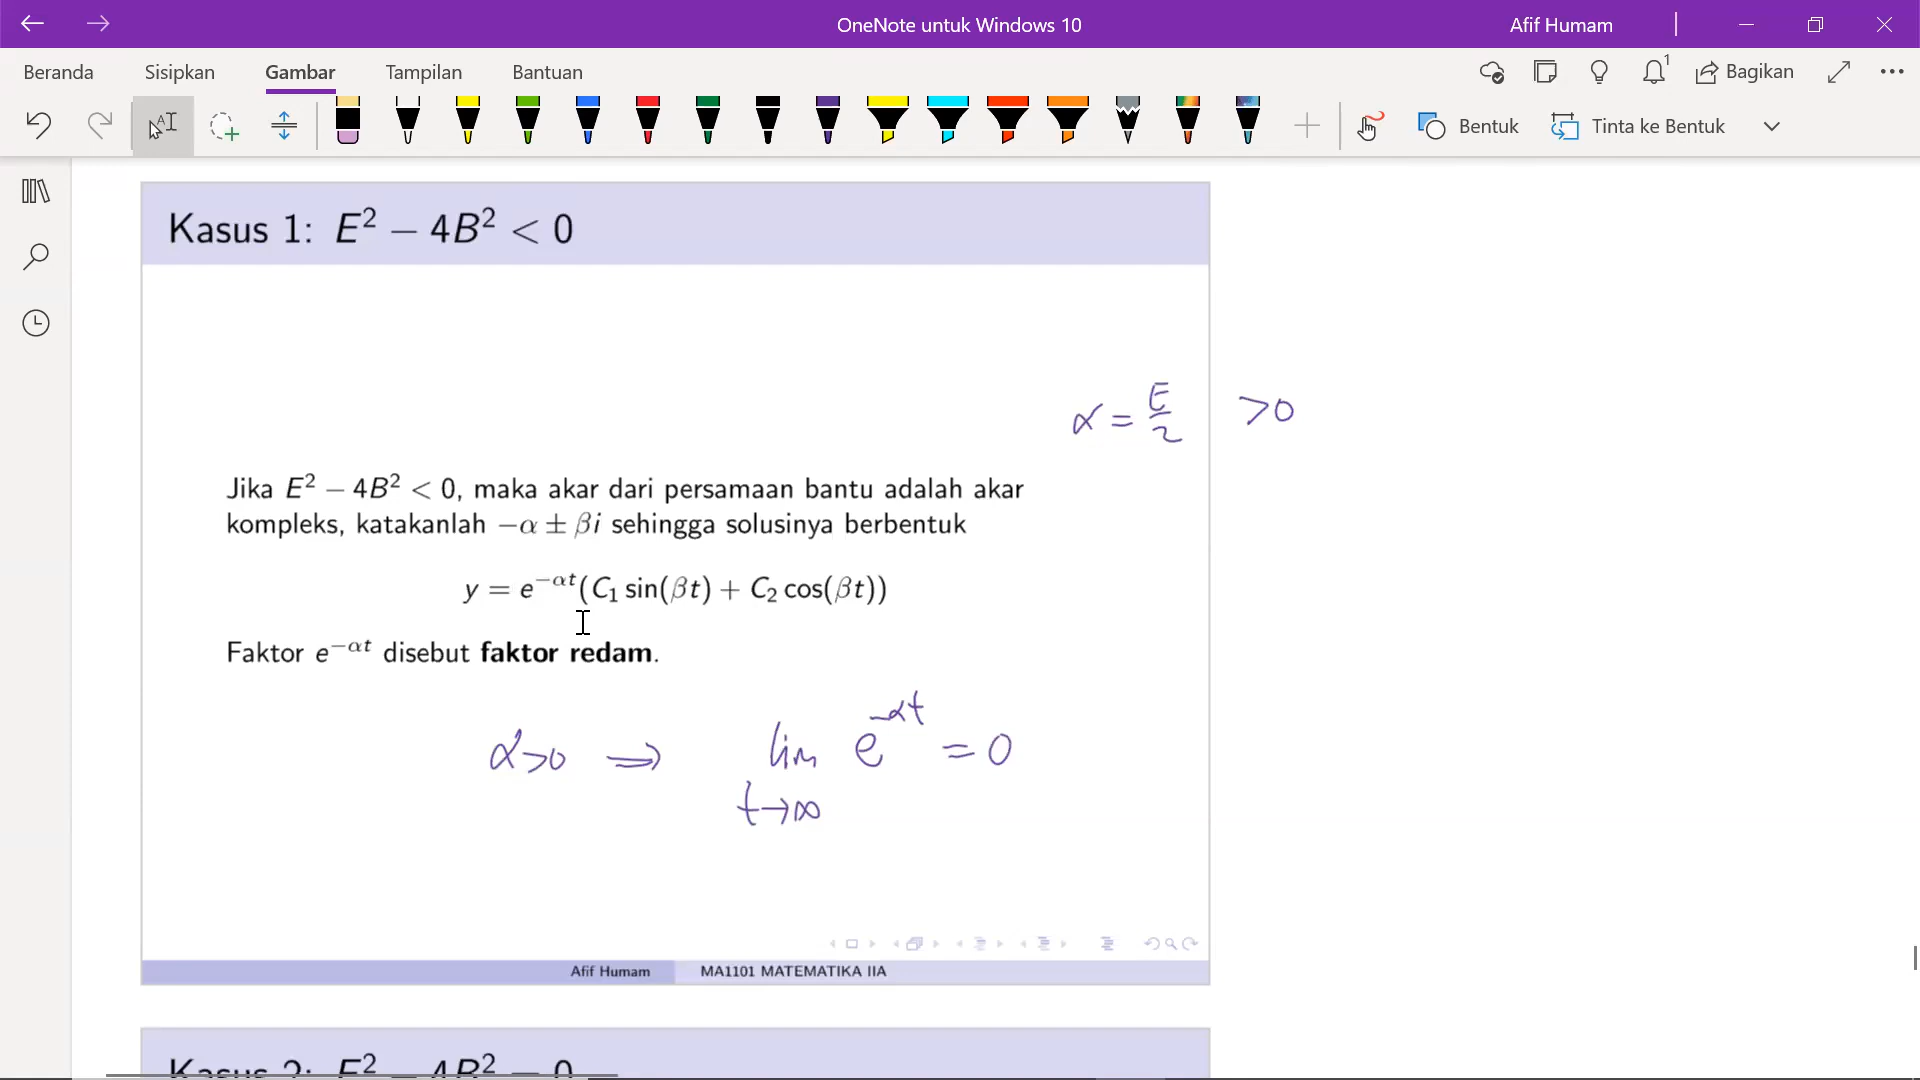 OneNote untuk Windows 10
Afif Humam
Beranda Sisipkan Gambar Tampilan Bantuan
1
Bagikan
Bentuk
Tinta ke Bentuk
Kasus 1: E² − 4B² < 0
α = E/2 > 0
Jika E² − 4B² < 0, maka akar dari persamaan bantu adalah akar
kompleks, katakanlah −α ± βi sehingga solusinya berbentuk
y = e^{−αt}(C₁ sin(βt) + C₂ cos(βt))
Faktor e^{−αt} disebut faktor redam.
α>0 ⟹ lim e^{−αt} = 0
t→∞
Afif Humam MA1101 MATEMATIKA IIA
Kasus 2: E² − 4B² = 0